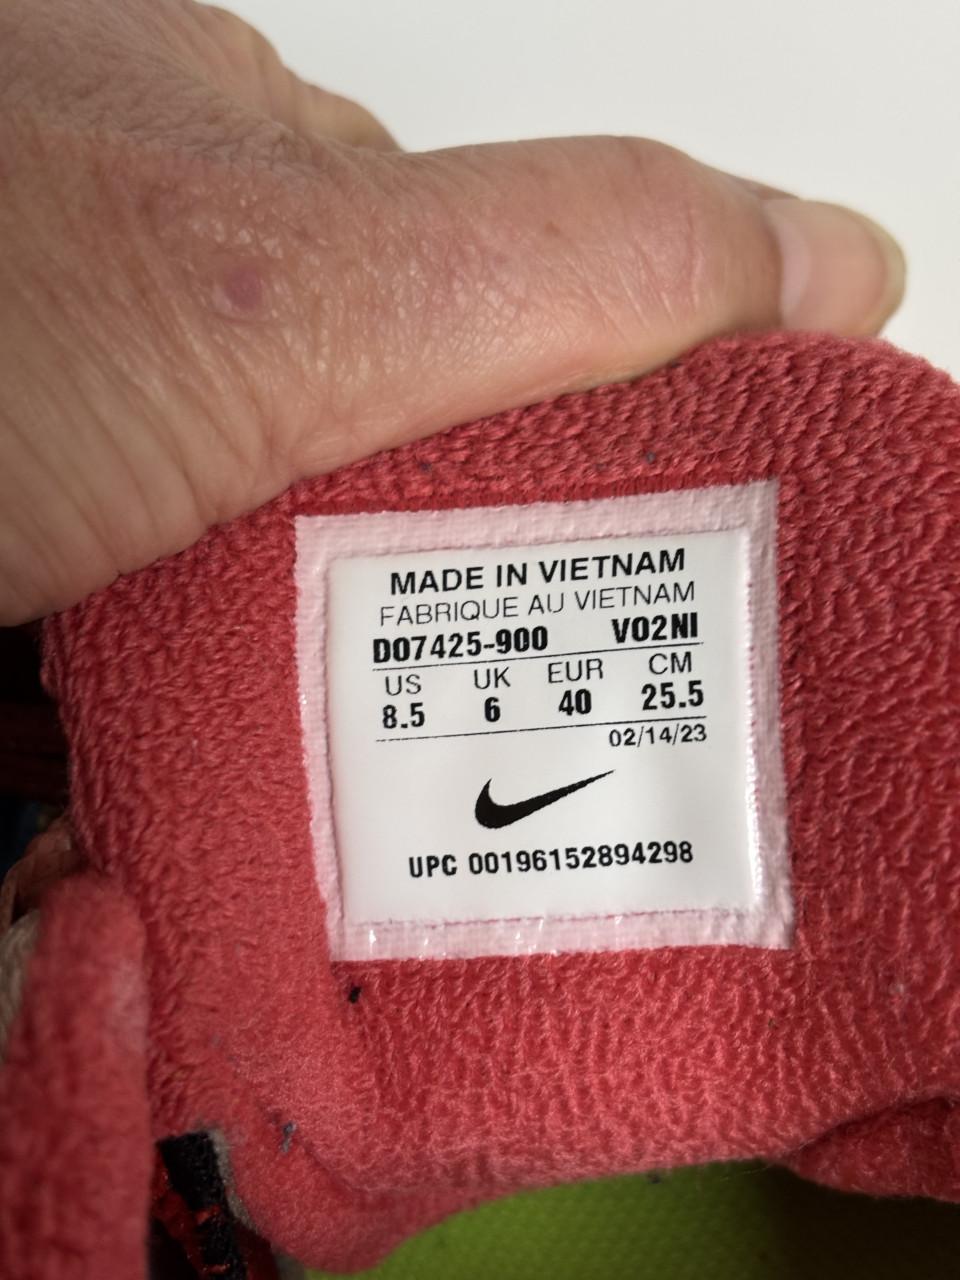 MADE IN VIETNAM
FABRIQUE AU VIETNAM
DO7425-900 VO2NI
US UK EUR CM
8.5 6 40 25.5
02/14/23
UPC 00196152894298